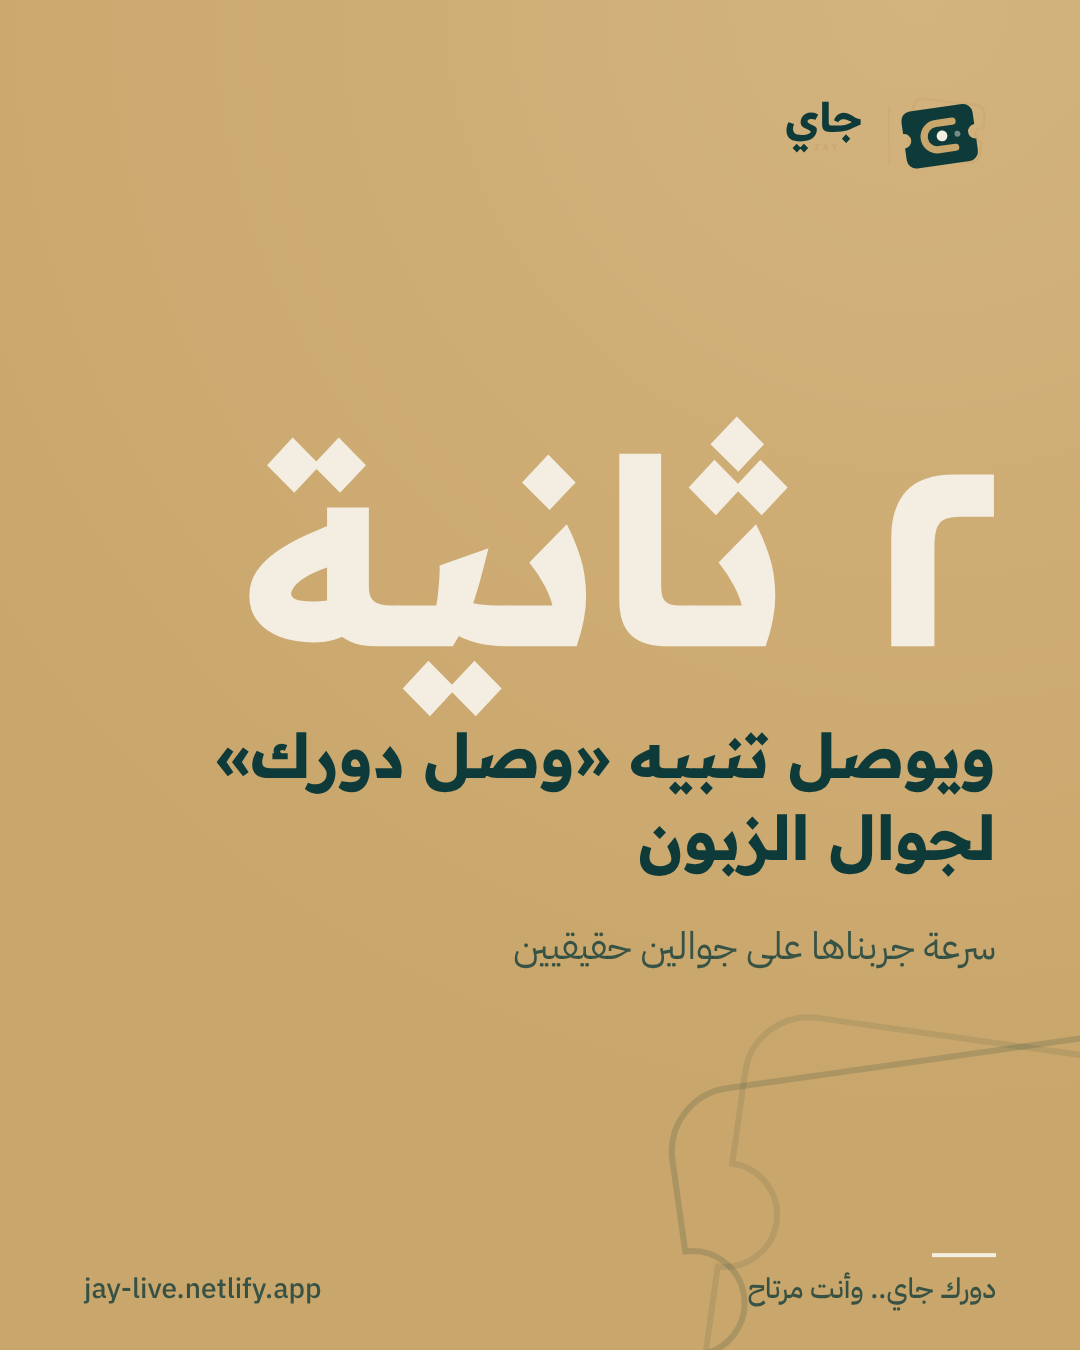 جاي
JAY
٢ ثانية
ويوصل تنبيه «وصل دورك»
لجوال الزبون
سرعة جربناها على جوالين حقيقيين
دورك جاي.. وأنت مرتاح
jay-live.netlify.app